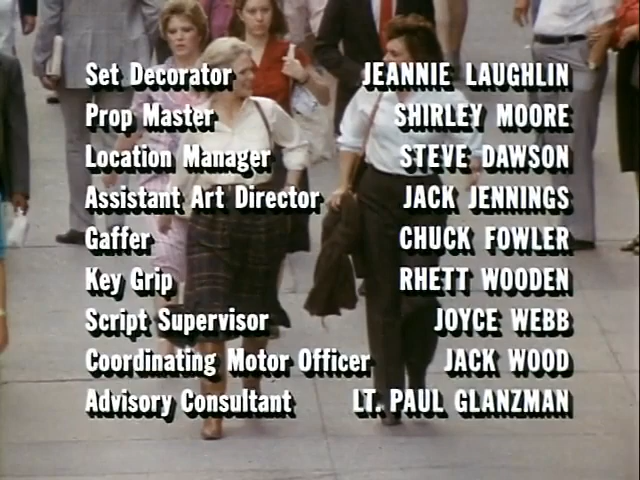 Set Decorator JEANNIE LAUGHLIN
Prop Master SHIRLEY MOORE
Location Manager STEVE DAWSON
Assistant Art Director JACK JENNINGS
Gaffer CHUCK FOWLER
Key Grip RHETT WOODEN
Script Supervisor JOYCE WEBB
Coordinating Motor Officer JACK WOOD
Advisory Consultant LT. PAUL GLANZMAN